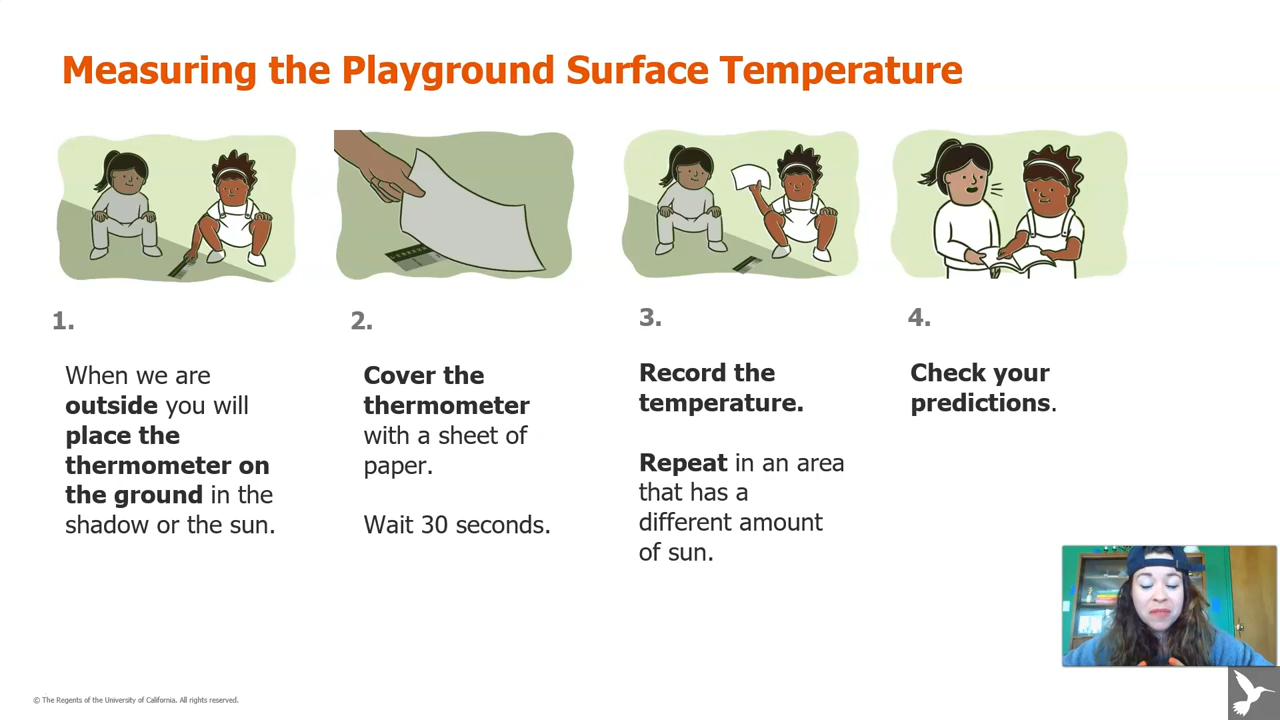 Measuring the Playground Surface Temperature
1.
When we are
outside you will
place the
thermometer on
the ground in the
shadow or the sun.
2.
Cover the
thermometer
with a sheet of
paper.
Wait 30 seconds.
3.
Record the
temperature.
Repeat in an area
that has a
different amount
of sun.
4.
Check your
predictions.
© The Regents of the University of California. All rights reserved.